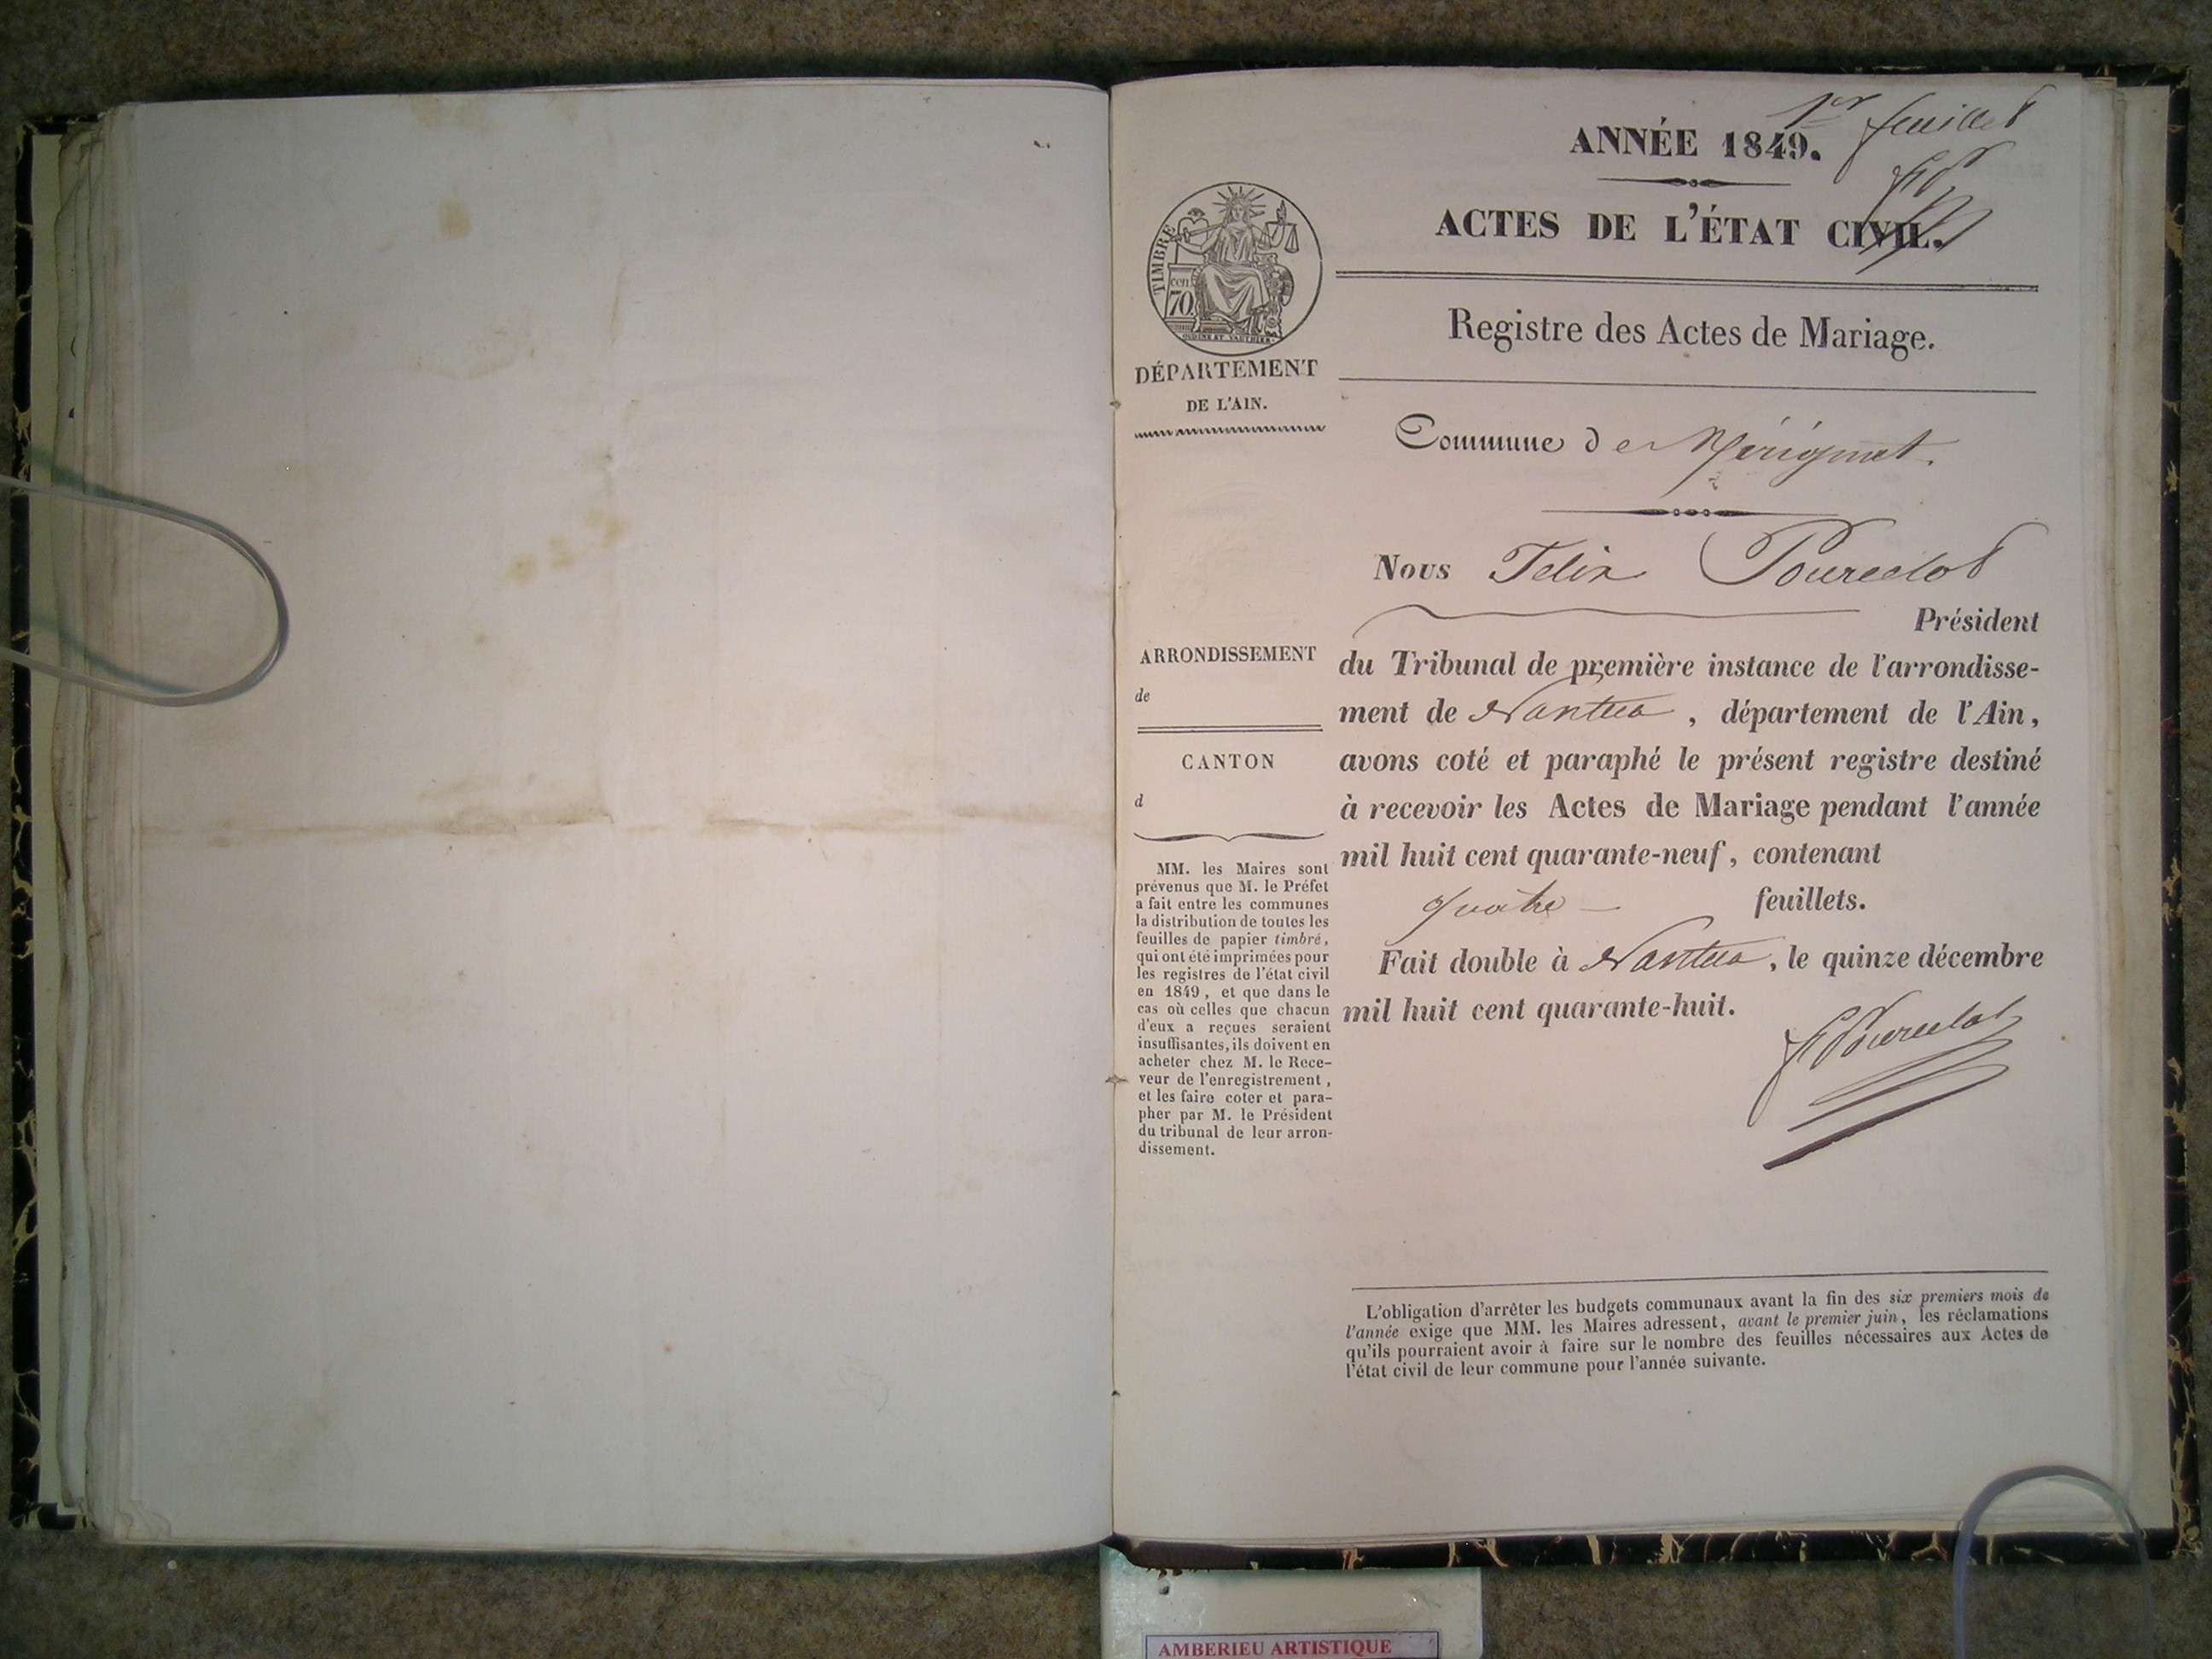 1er feuillet
ANNÉE 1849.
ACTES DE L'ÉTAT CIVIL.
TIMBRE
cen
70
OUDINÉ ET VAUTHIER.
DÉPARTEMENT
DE L'AIN.
Registre des Actes de Mariage.
Commune de Mérignat.
Nous Felix Pourcelot
Président
du Tribunal de première instance de l'arrondisse-
ment de Nantua, département de l'Ain,
avons coté et paraphé le présent registre destiné
à recevoir les Actes de Mariage pendant l'année
mil huit cent quarante-neuf, contenant
quatre feuillets.
Fait double à Nantua, le quinze décembre
mil huit cent quarante-huit.
F Pourcelot
ARRONDISSEMENT
de
CANTON
d
MM. les Maires sont
prévenus que M. le Préfet
a fait entre les communes
la distribution de toutes les
feuilles de papier timbré,
qui ont été imprimées pour
les registres de l'état civil
en 1849, et que dans le
cas où celles que chacun
d'eux a reçues seraient
insuffisantes, ils doivent en
acheter chez M. le Rece-
veur de l'enregistrement,
et les faire coter et para-
pher par M. le Président
du tribunal de leur arron-
dissement.
L'obligation d'arrêter les budgets communaux avant la fin des six premiers mois de
l'année exige que MM. les Maires adressent, avant le premier juin, les réclamations
qu'ils pourraient avoir à faire sur le nombre des feuilles nécessaires aux Actes de
l'état civil de leur commune pour l'année suivante.
AMBERIEU ARTISTIQUE